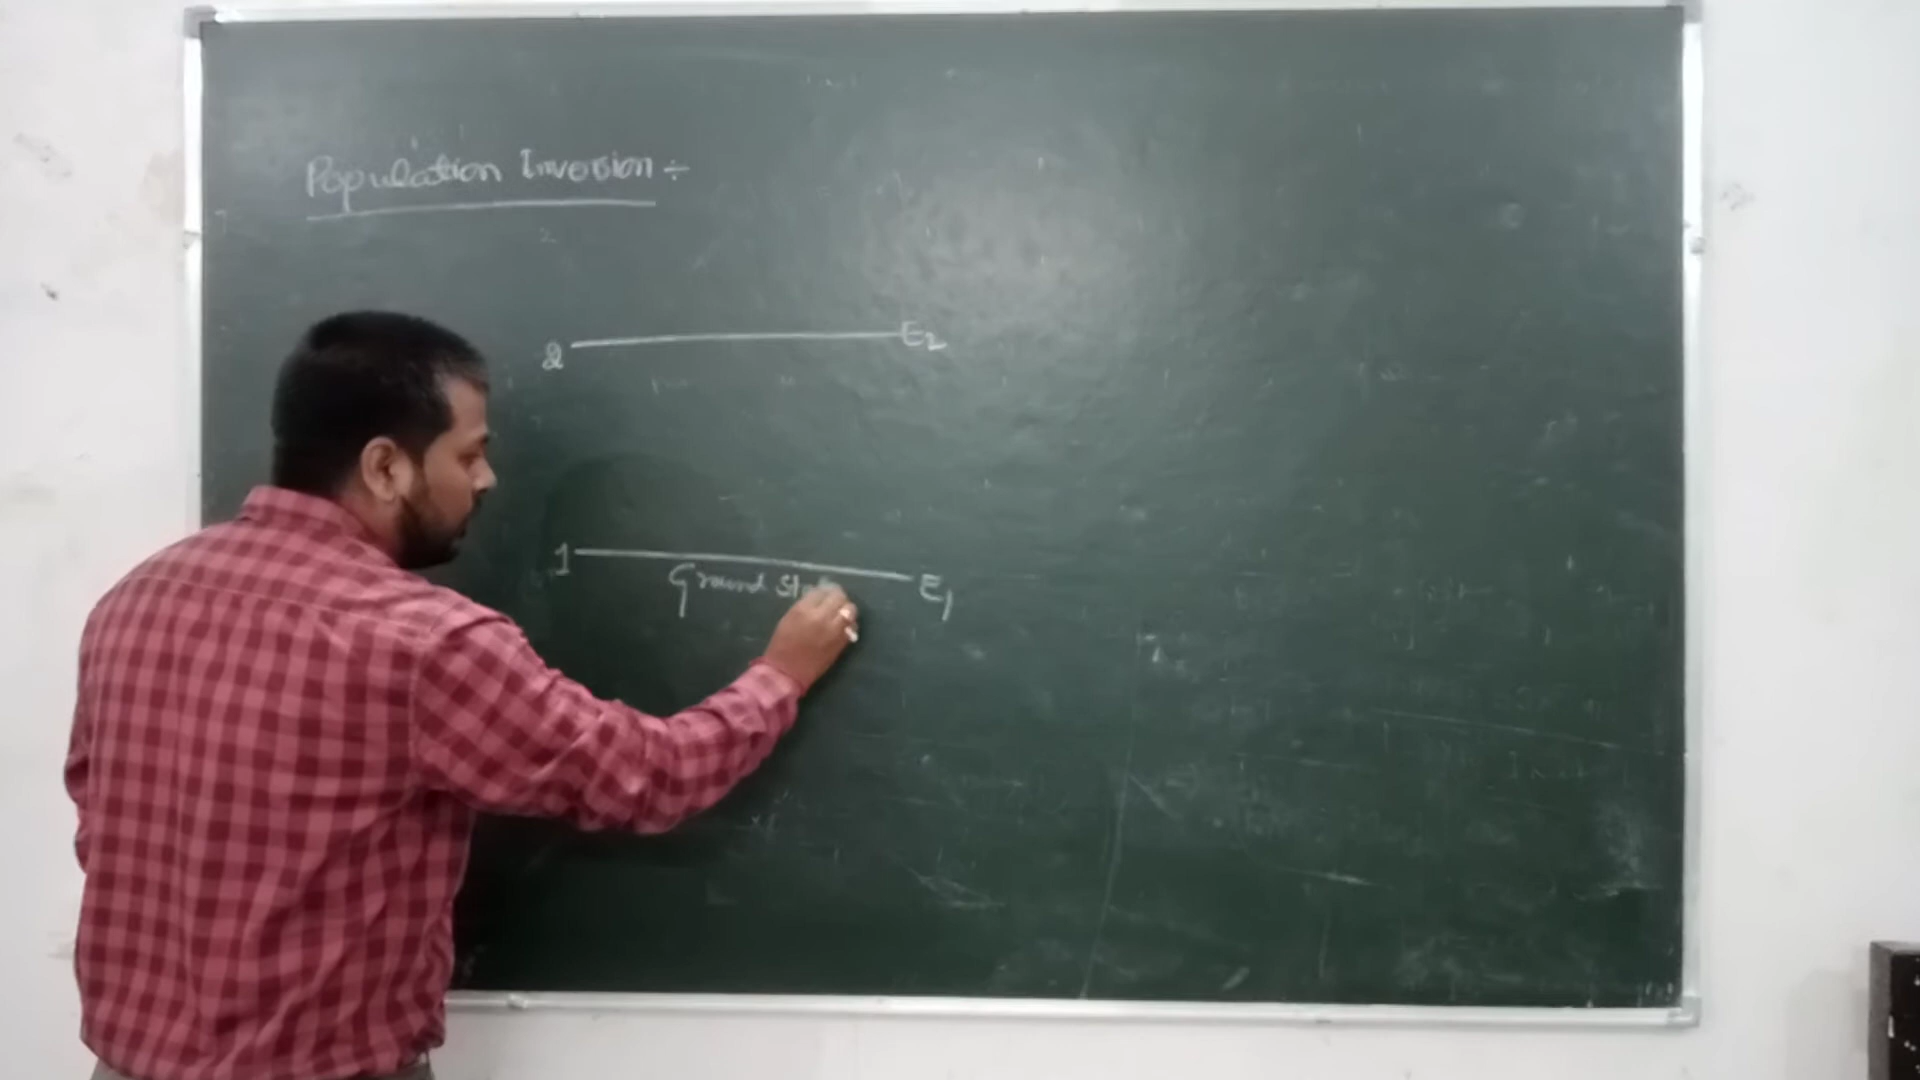 Population Inversion ÷
2 E2
1 E1
Ground